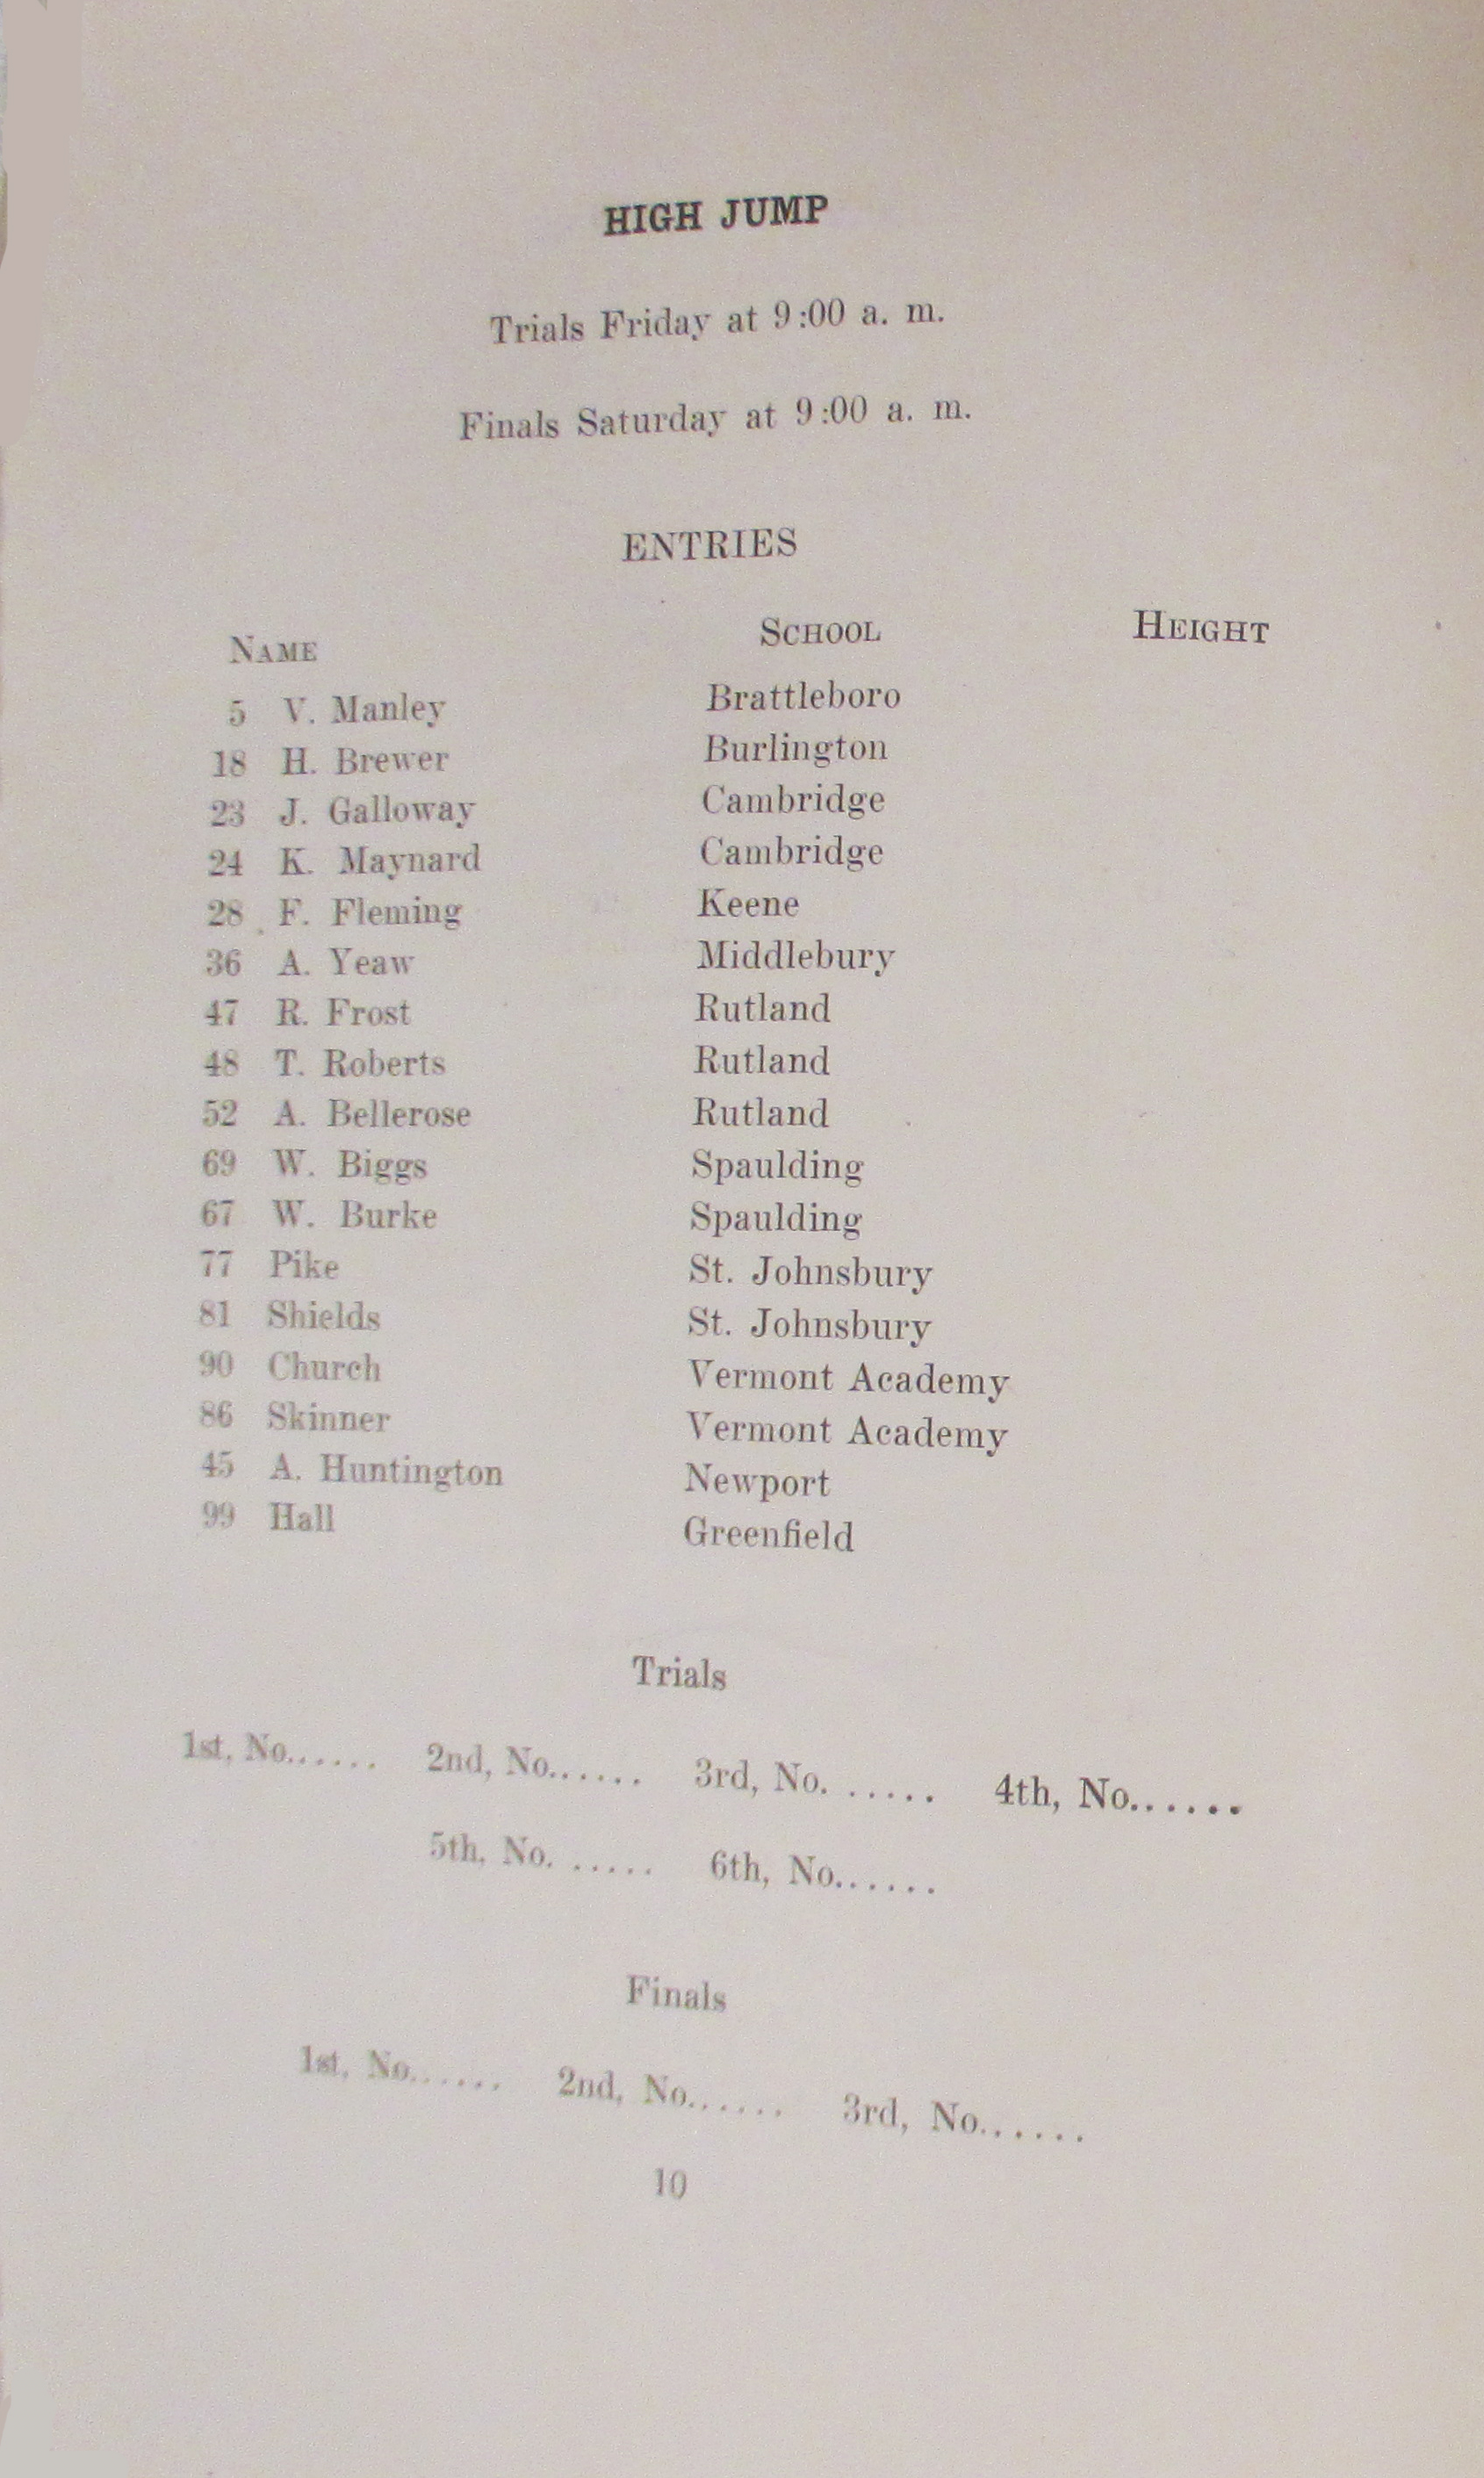 HIGH JUMP
Trials Friday at 9:00 a. m.
Finals Saturday at 9:00 a. m.
ENTRIES
NAME SCHOOL HEIGHT
5 V. Manley Brattleboro
18 H. Brewer Burlington
23 J. Galloway Cambridge
24 K. Maynard Cambridge
28 F. Fleming Keene
36 A. Yeaw Middlebury
47 R. Frost Rutland
48 T. Roberts Rutland
52 A. Bellerose Rutland
69 W. Biggs Spaulding
67 W. Burke Spaulding
77 Pike St. Johnsbury
81 Shields St. Johnsbury
90 Church Vermont Academy
86 Skinner Vermont Academy
45 A. Huntington Newport
99 Hall Greenfield
Trials
1st, No...... 2nd, No...... 3rd, No. ..... 4th, No......
5th, No. ..... 6th, No......
Finals
1st, No...... 2nd, No...... 3rd, No......
10